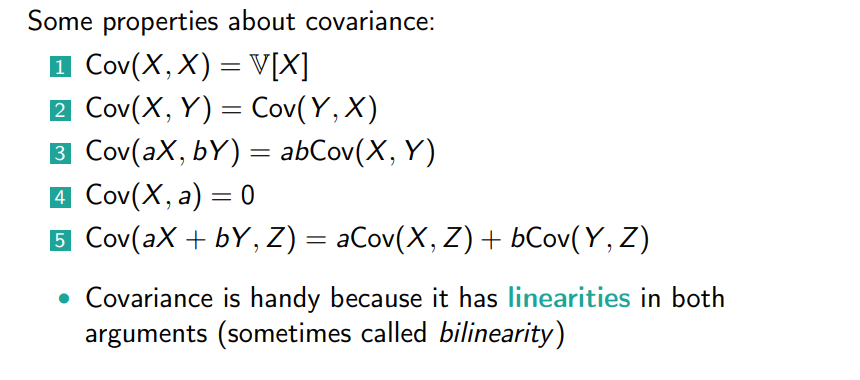 Some properties about covariance:
1 Cov(X, X) = 𝕍[X]
2 Cov(X, Y) = Cov(Y, X)
3 Cov(aX, bY) = abCov(X, Y)
4 Cov(X, a) = 0
5 Cov(aX + bY, Z) = aCov(X, Z) + bCov(Y, Z)
• Covariance is handy because it has linearities in both
arguments (sometimes called bilinearity)